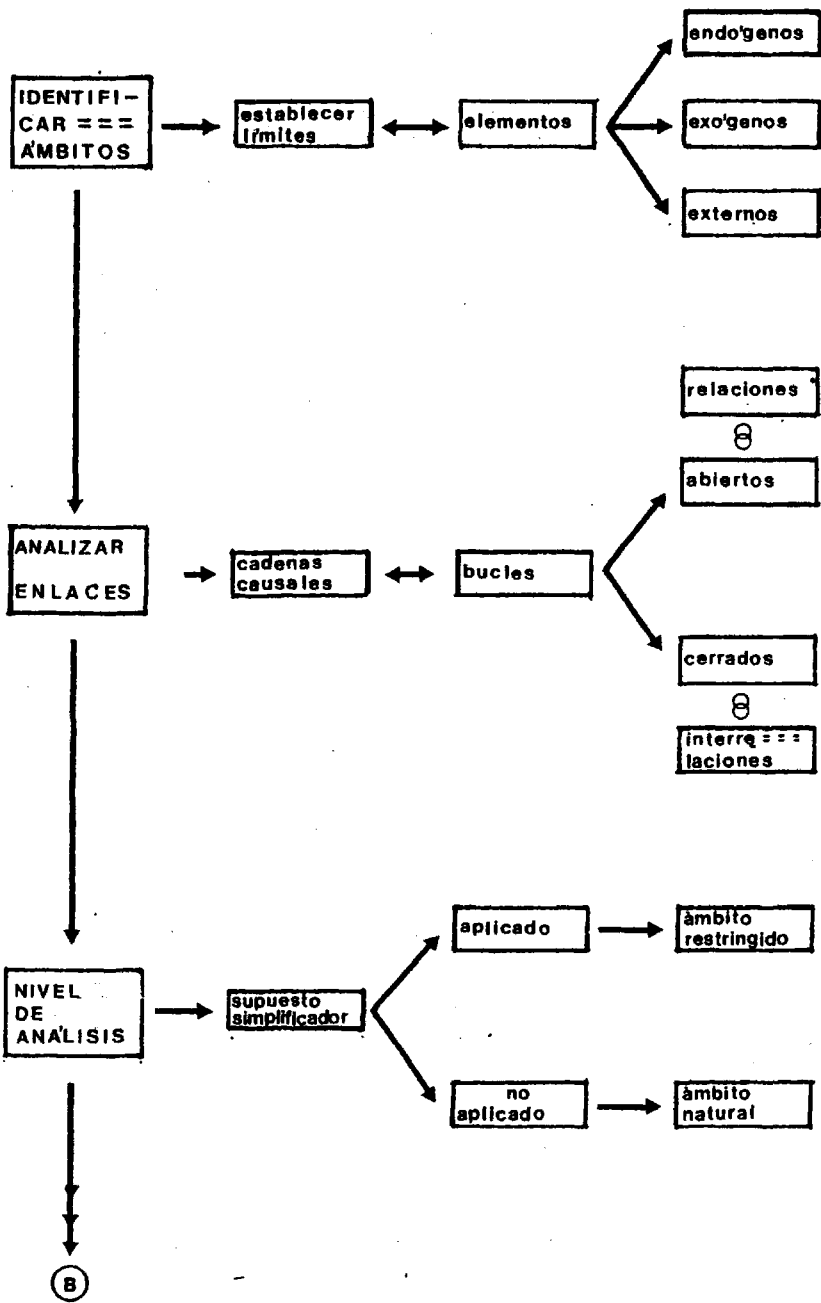 endógenos
IDENTIFI-
CAR ===
ÁMBITOS
establecer
límites
elementos
exógenos
externos
relaciones
abiertos
ANALIZAR
ENLACES
cadenas
causales
bucles
cerrados
interre===
laciones
aplicado
àmbito
restringido
NIVEL
DE
ANÁLISIS
supuesto
simplificador
no
aplicado
àmbito
natural
B